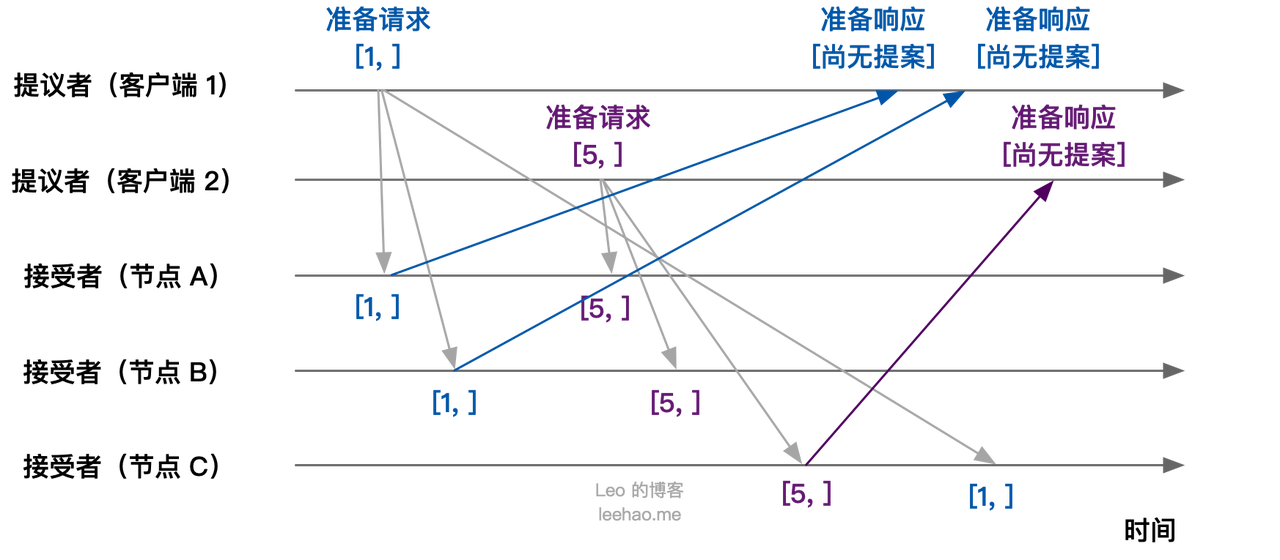 准备请求
[1, ]
准备响应
[尚无提案]
准备响应
[尚无提案]
提议者（客户端 1）
准备请求
[5, ]
准备响应
[尚无提案]
提议者（客户端 2）
接受者（节点 A）
[1, ]
[5, ]
接受者（节点 B）
[1, ]
[5, ]
接受者（节点 C）
[5, ]
[1, ]
Leo 的博客
leehao.me
时间